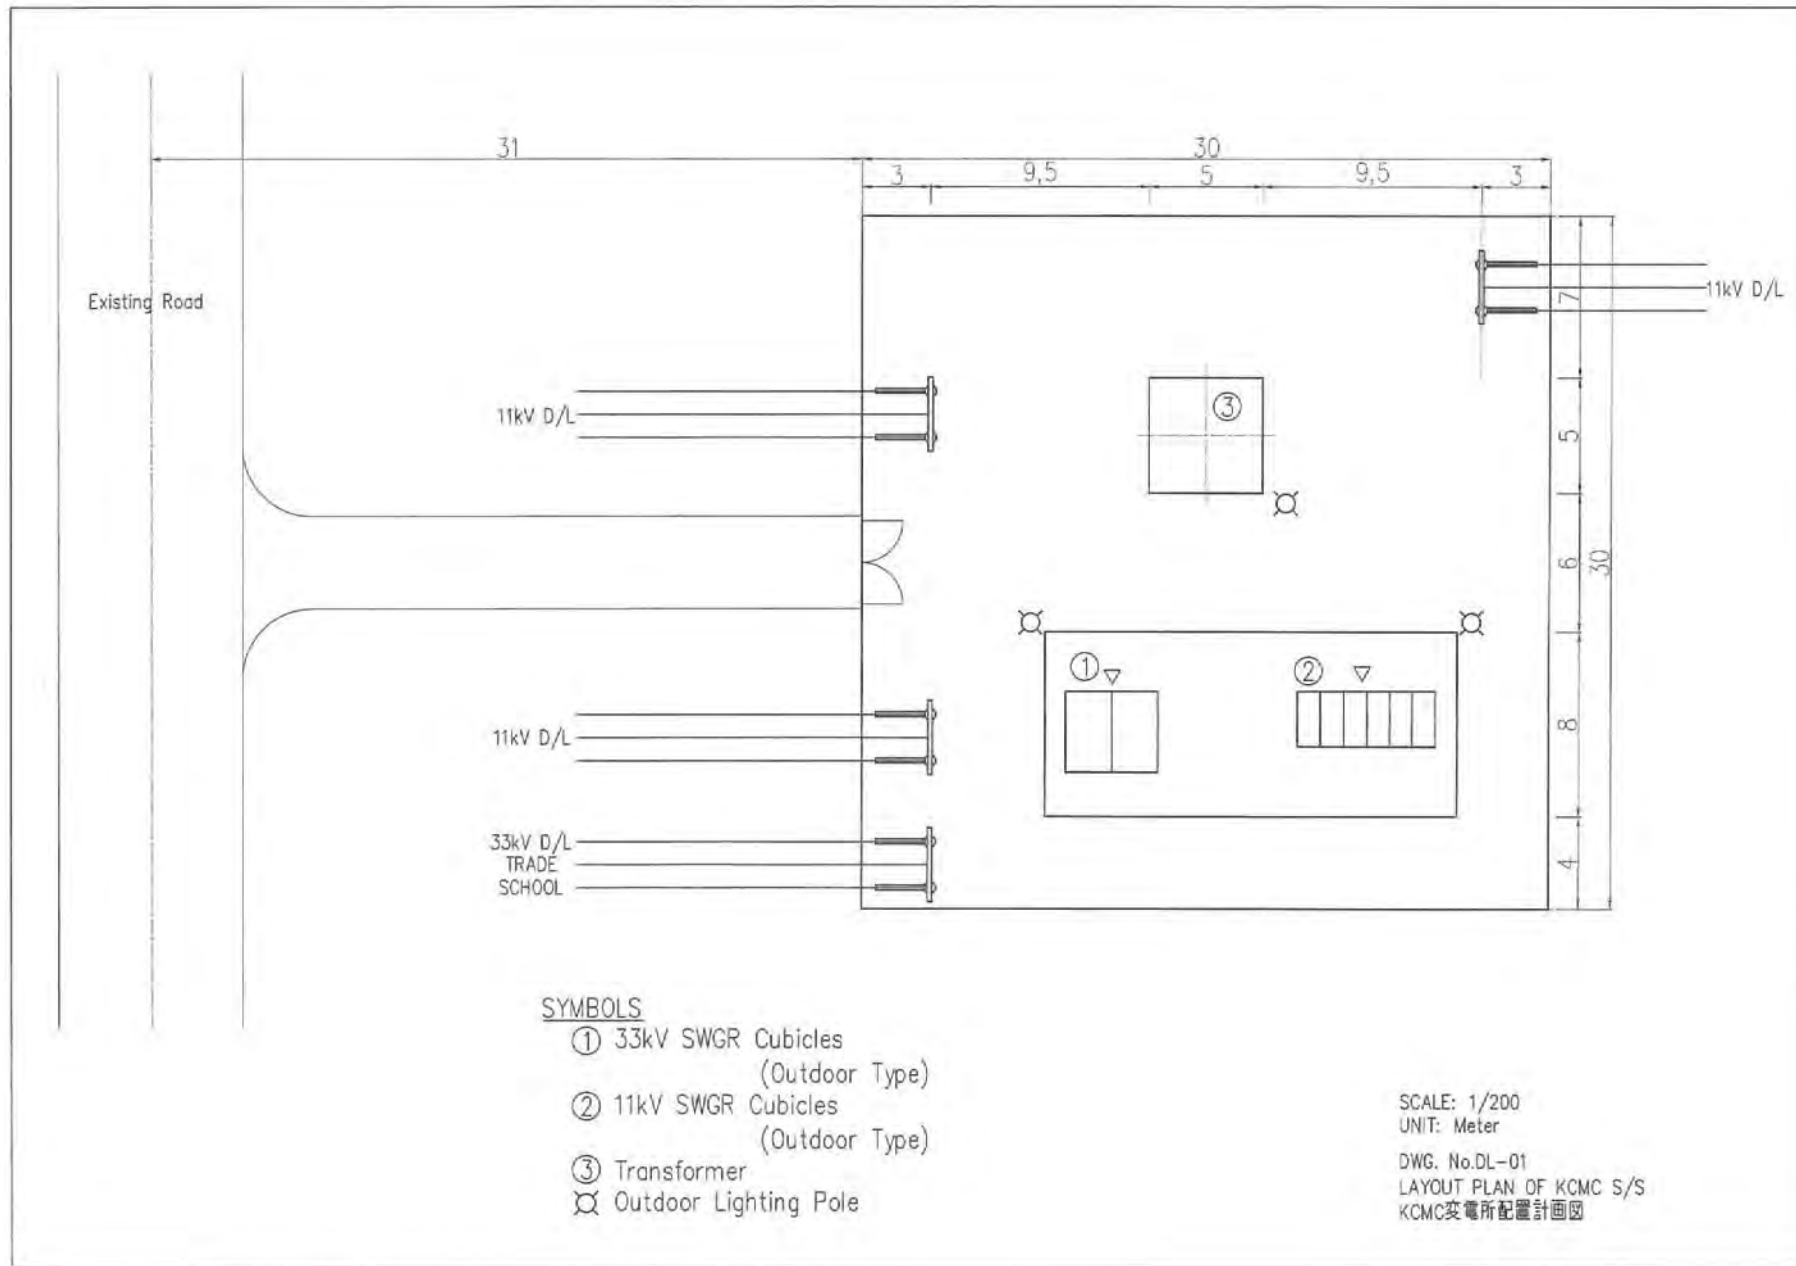 31
30
3
9,5
5
9,5
3
Existing Road
11kV D/L
7
11kV D/L
3
5
6
30
1
2
11kV D/L
8
33kV D/L
TRADE
SCHOOL
4
SYMBOLS
1 33kV SWGR Cubicles
(Outdoor Type)
2 11kV SWGR Cubicles
(Outdoor Type)
3 Transformer
Outdoor Lighting Pole
SCALE: 1/200
UNIT: Meter
DWG. No.DL-01
LAYOUT PLAN OF KCMC S/S
KCMC変電所配置計画図